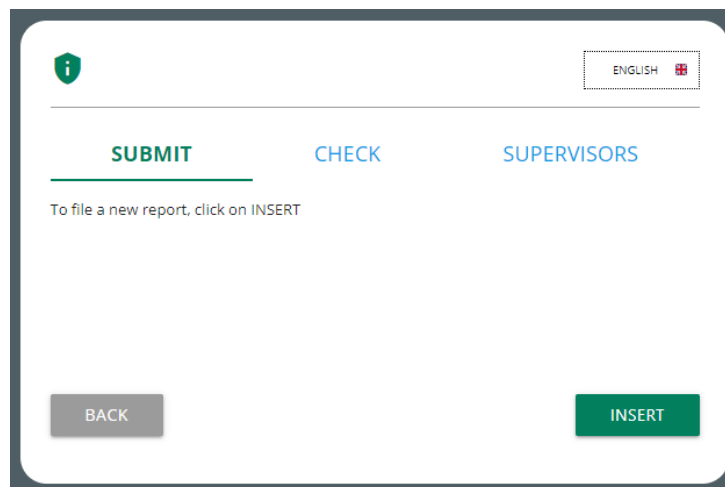 ENGLISH
SUBMIT CHECK SUPERVISORS
To file a new report, click on INSERT
BACK INSERT